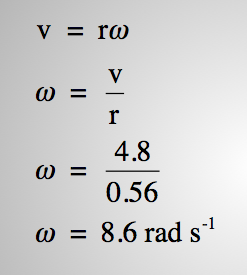 v = rω
ω = v/r
ω = 4.8/0.56
ω = 8.6 rad s⁻¹